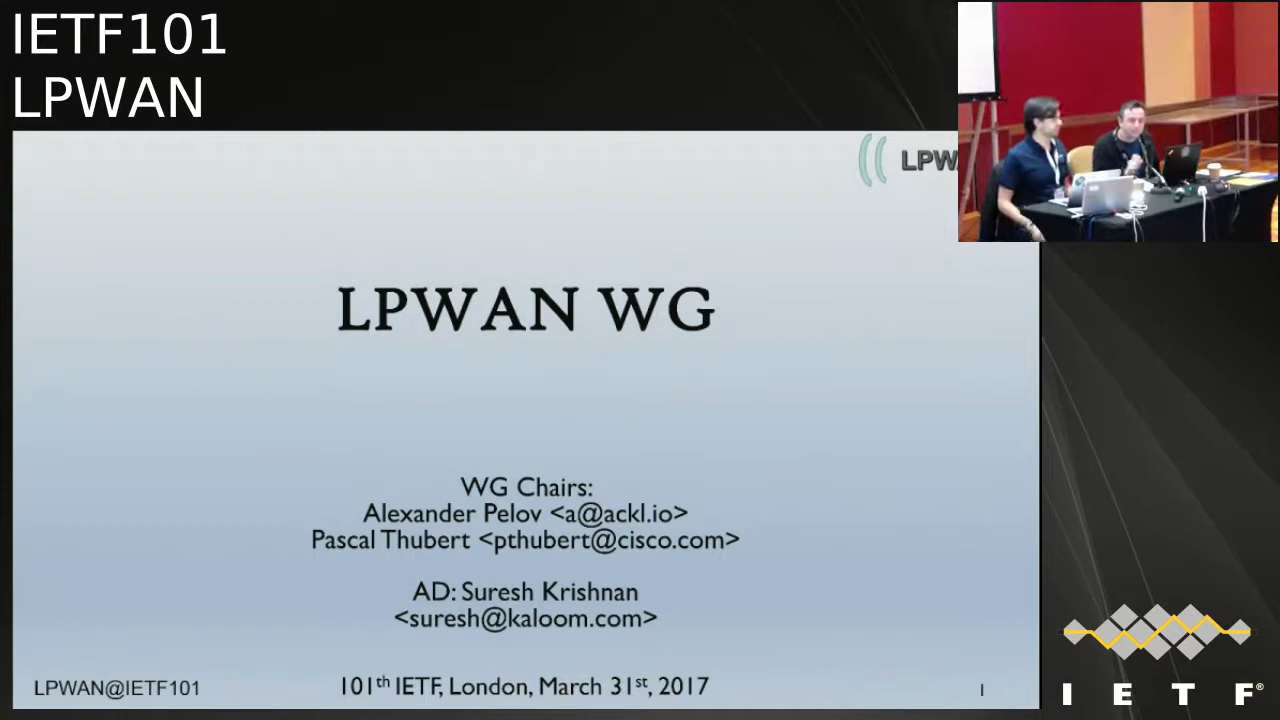 IETF101
LPWAN
LPWAN WG
WG Chairs:
Alexander Pelov <a@ackl.io>
Pascal Thubert <pthubert@cisco.com>
AD: Suresh Krishnan
<suresh@kaloom.com>
LPWAN@IETF101
101th IETF, London, March 31st, 2017
1
I E T F®